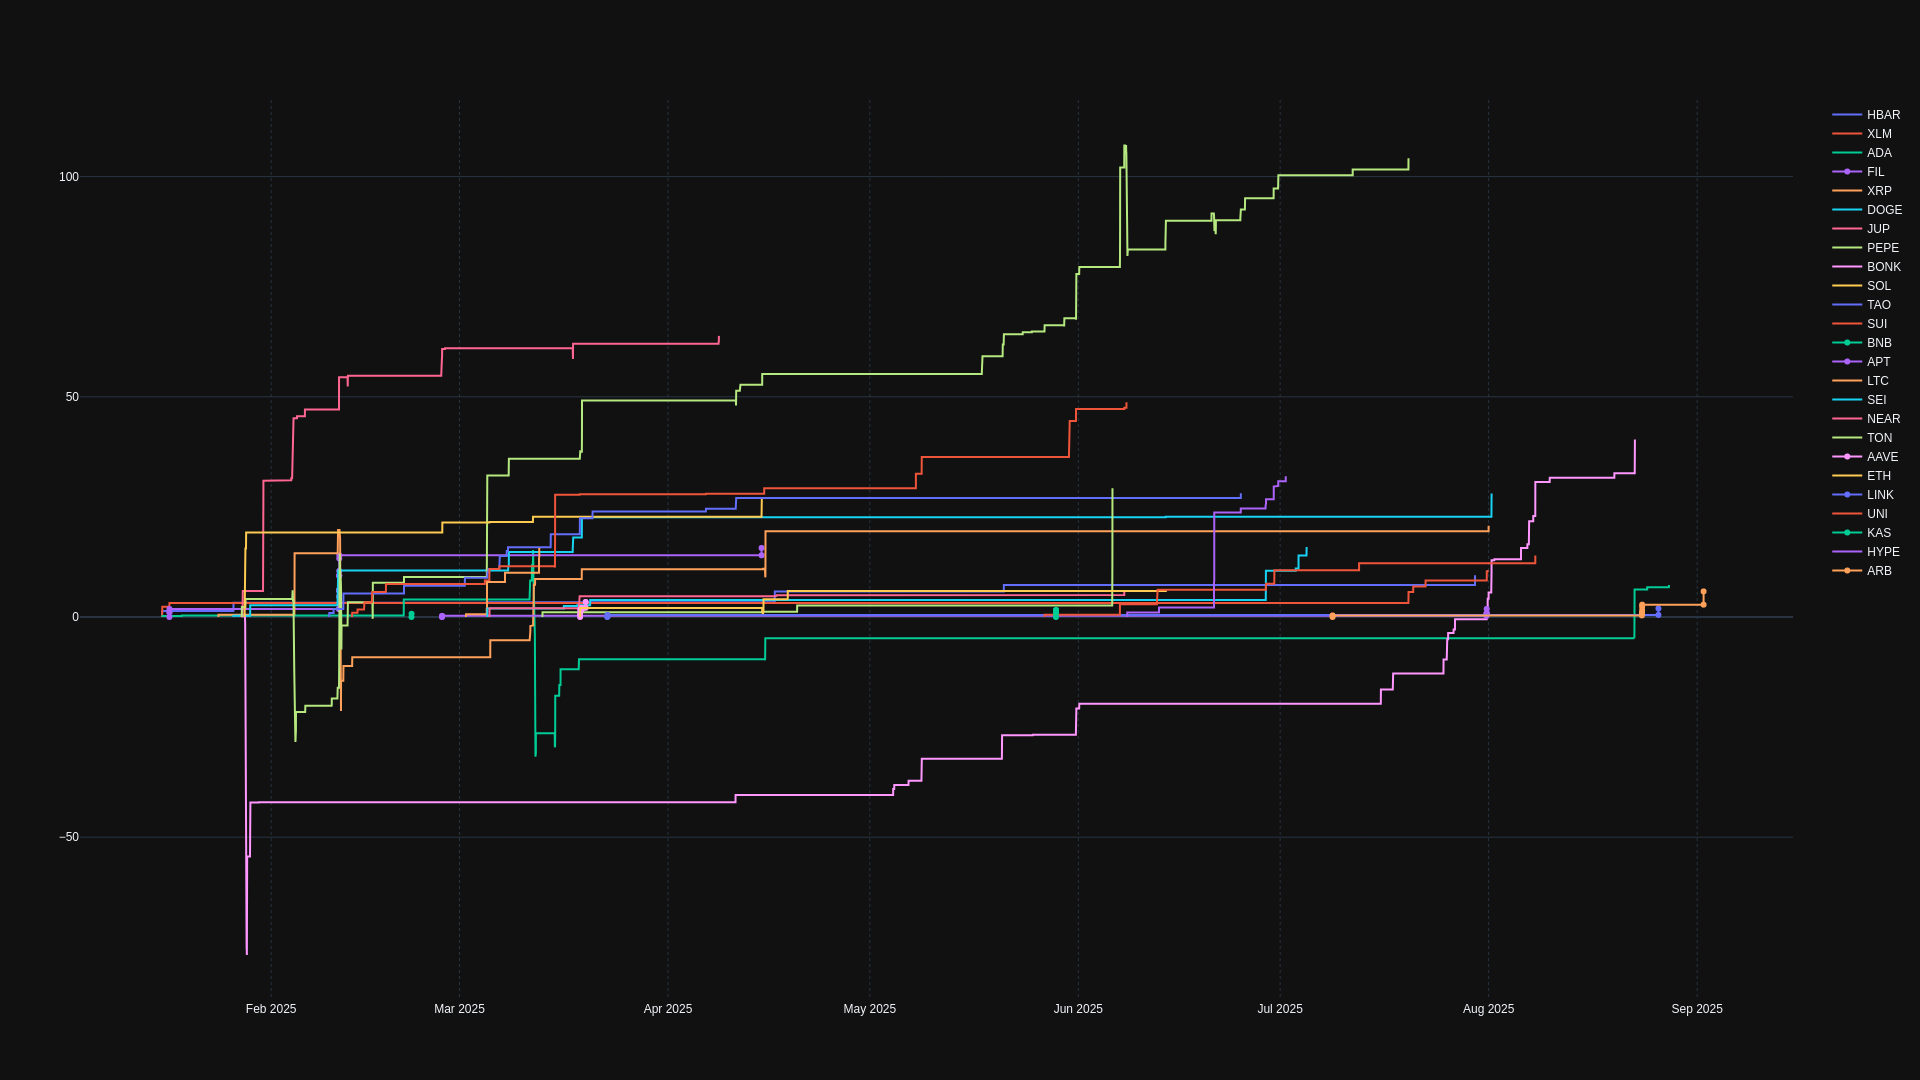 100
50
0
−50
Feb 2025
Mar 2025
Apr 2025
May 2025
Jun 2025
Jul 2025
Aug 2025
Sep 2025
HBAR
XLM
ADA
FIL
XRP
DOGE
JUP
PEPE
BONK
SOL
TAO
SUI
BNB
APT
LTC
SEI
NEAR
TON
AAVE
ETH
LINK
UNI
KAS
HYPE
ARB